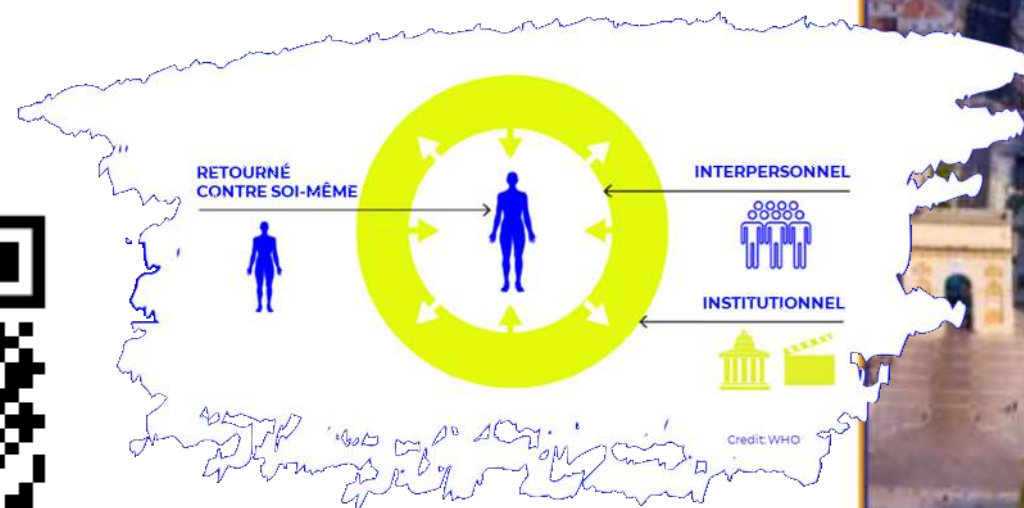 RETOURNÉ
CONTRE SOI-MÊME
INTERPERSONNEL
INSTITUTIONNEL
Credit: WHO